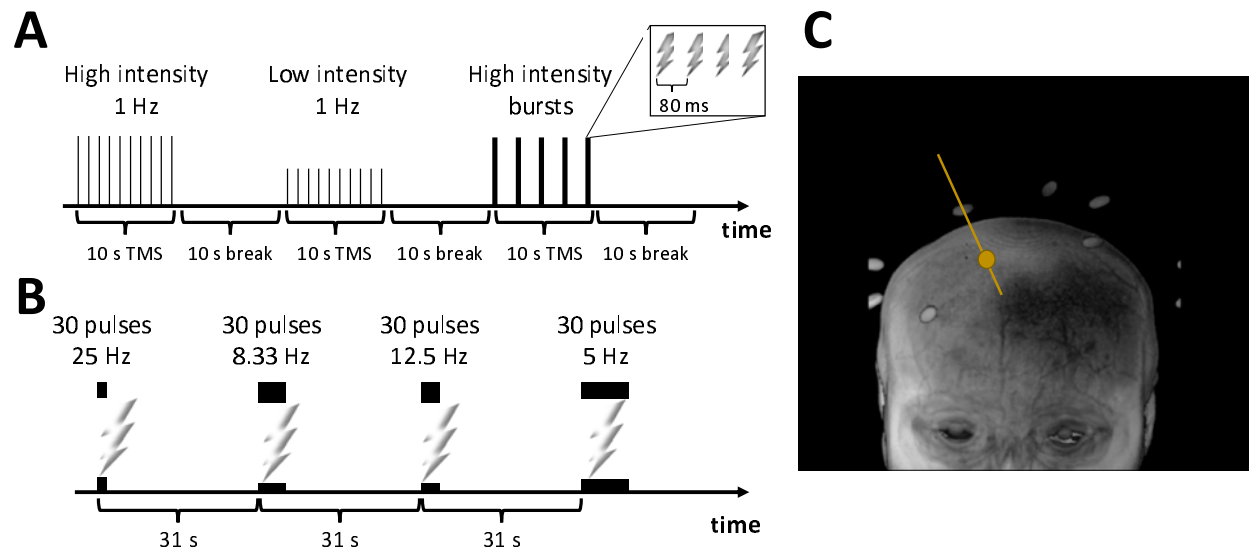 A
High intensity
1 Hz
Low intensity
1 Hz
High intensity
bursts
80 ms
time
10 s TMS
10 s break
10 s TMS
10 s break
10 s TMS
10 s break
B
30 pulses
25 Hz
30 pulses
8.33 Hz
30 pulses
12.5 Hz
30 pulses
5 Hz
time
31 s
31 s
31 s
C